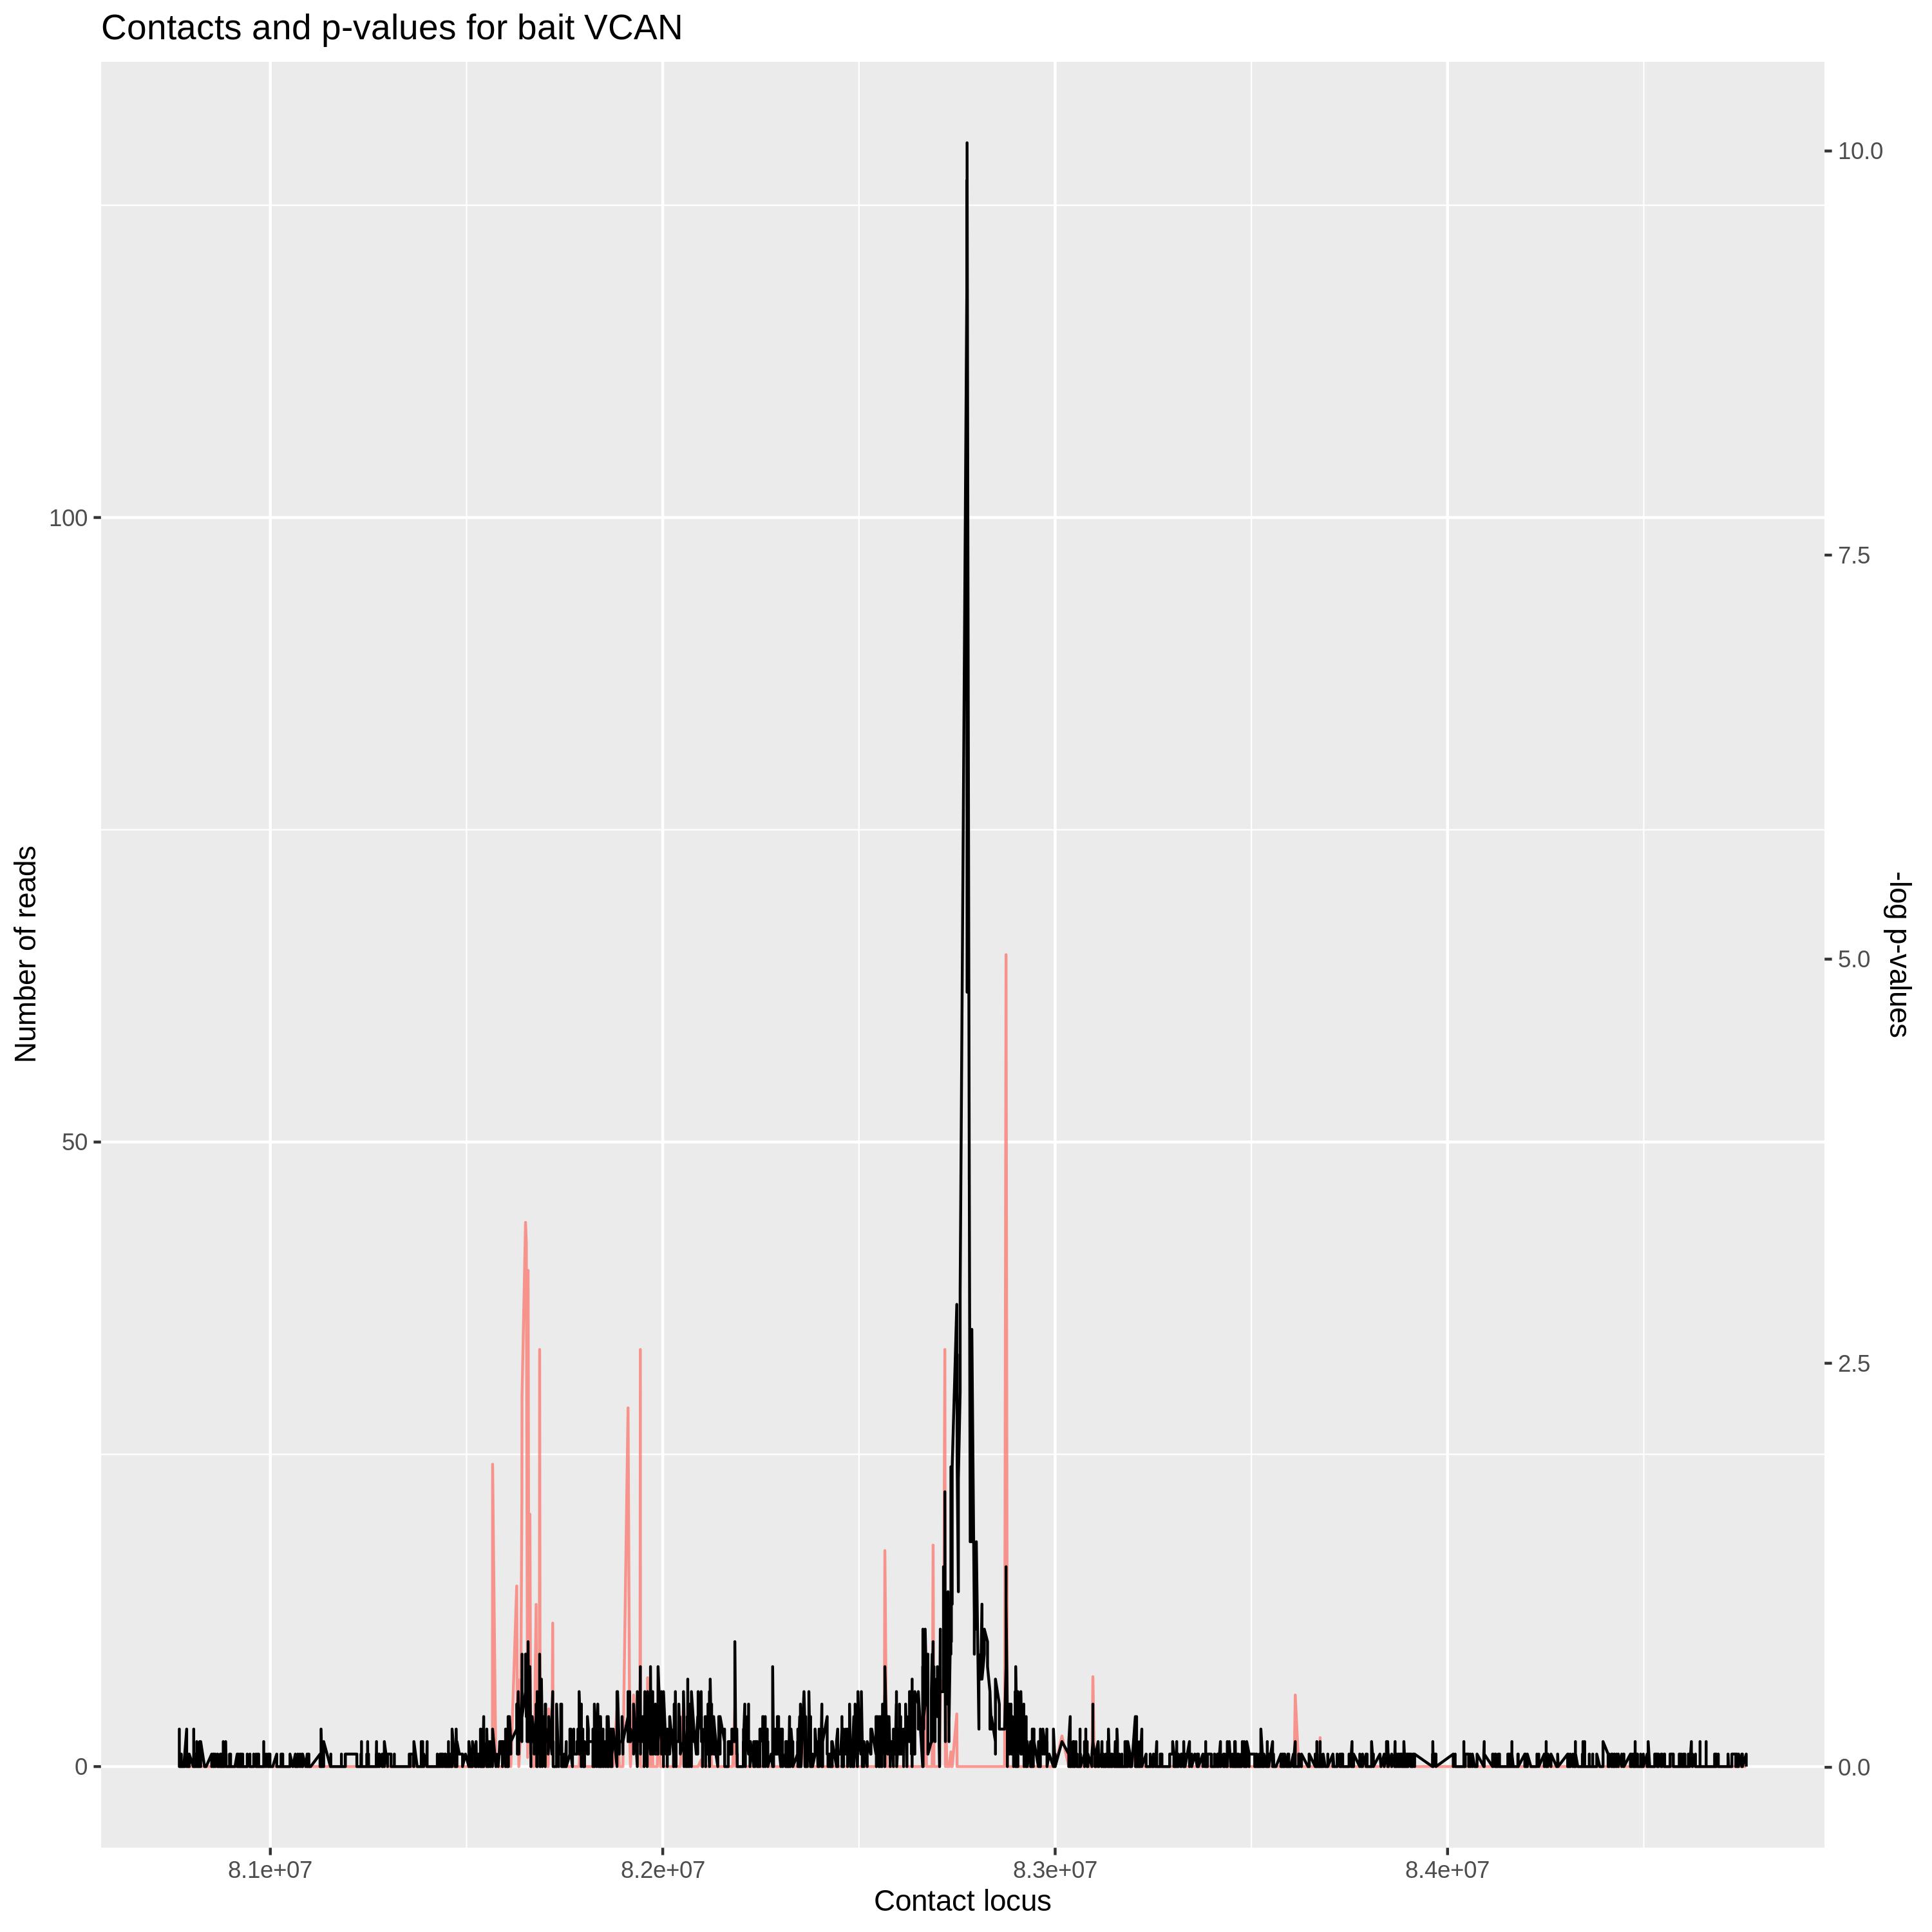 Contacts and p-values for bait VCAN
100
50
0
Number of reads
10.0
7.5
5.0
2.5
0.0
-log p-values
8.1e+07
8.2e+07
8.3e+07
8.4e+07
Contact locus